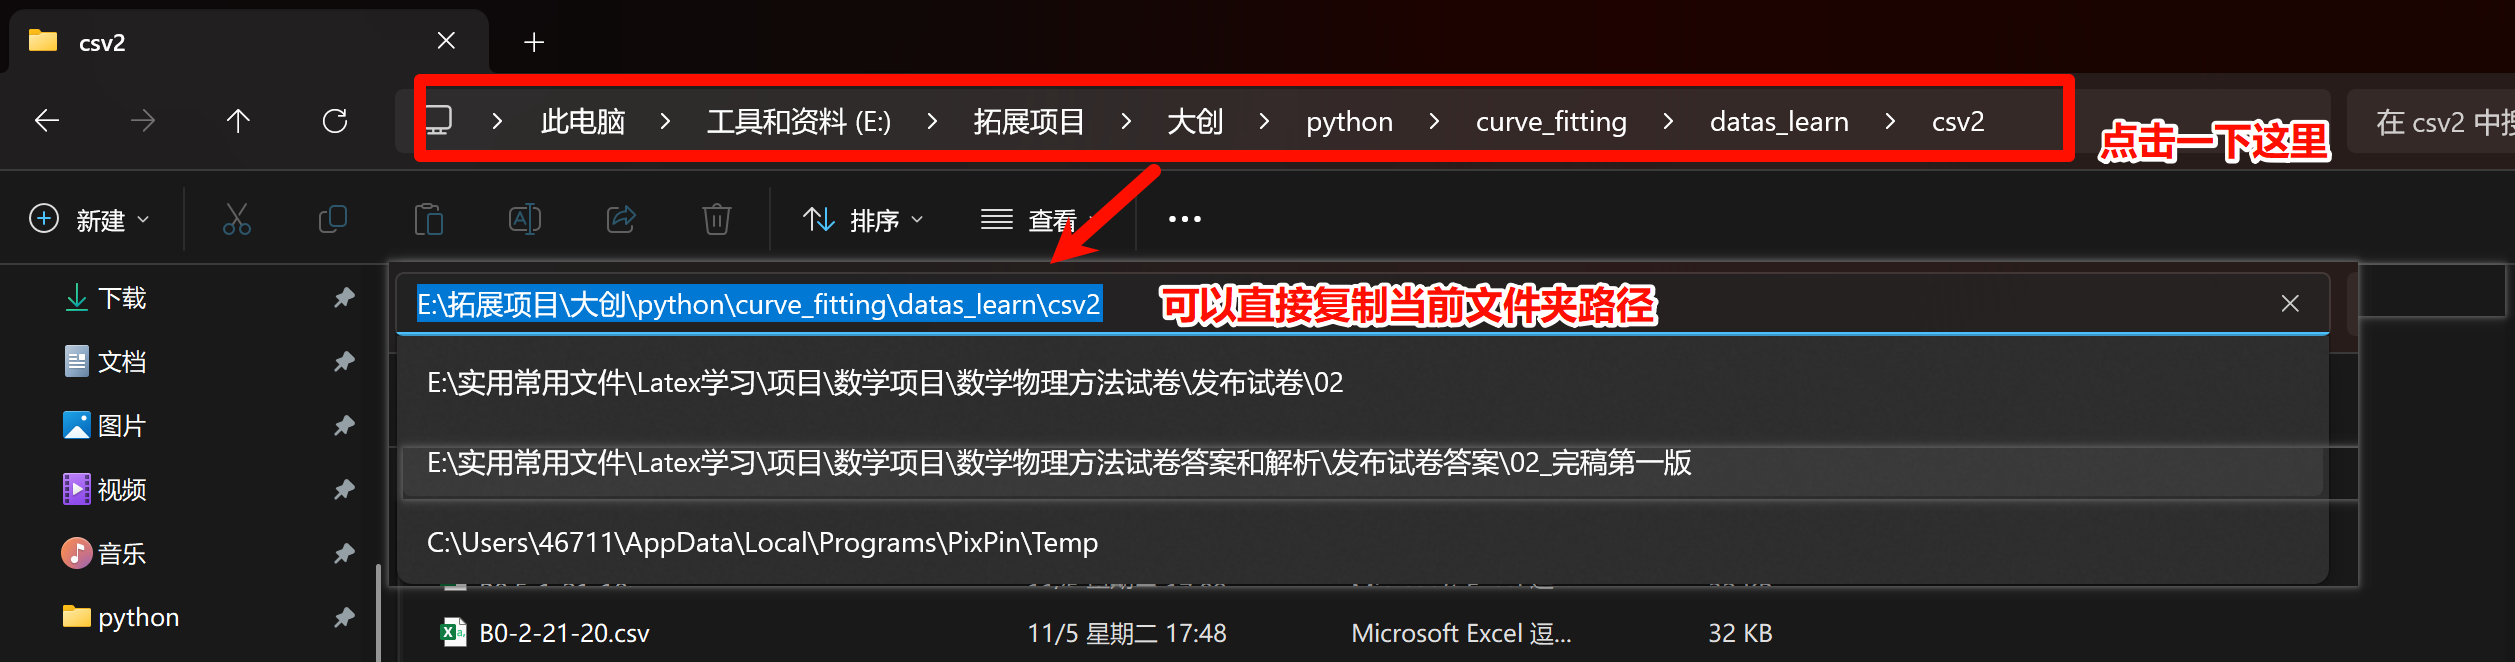 csv2
此电脑 工具和资料 (E:) 拓展项目 大创 python curve_fitting datas_learn csv2
点击一下这里
在 csv2 中搜
新建 排序 查看
下载
E:\拓展项目\大创\python\curve_fitting\datas_learn\csv2
可以直接复制当前文件夹路径
文档
E:\实用常用文件\Latex学习\项目\数学项目\数学物理方法试卷\发布试卷\02
图片
E:\实用常用文件\Latex学习\项目\数学项目\数学物理方法试卷答案和解析\发布试卷答案\02_完稿第一版
视频
C:\Users\46711\AppData\Local\Programs\PixPin\Temp
音乐
python
B0-2-21-20.csv 11/5 星期二 17:48 Microsoft Excel 逗... 32 KB